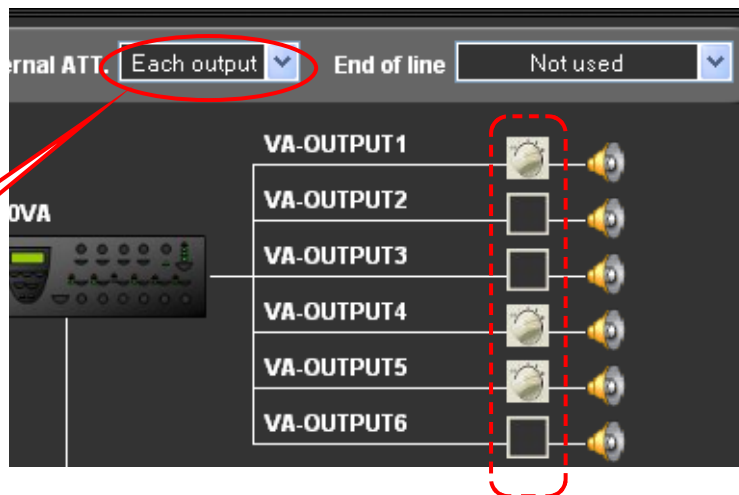 ernal ATT. Each output End of line Not used
VA-OUTPUT1
VA-OUTPUT2
0VA
VA-OUTPUT3
VA-OUTPUT4
VA-OUTPUT5
VA-OUTPUT6